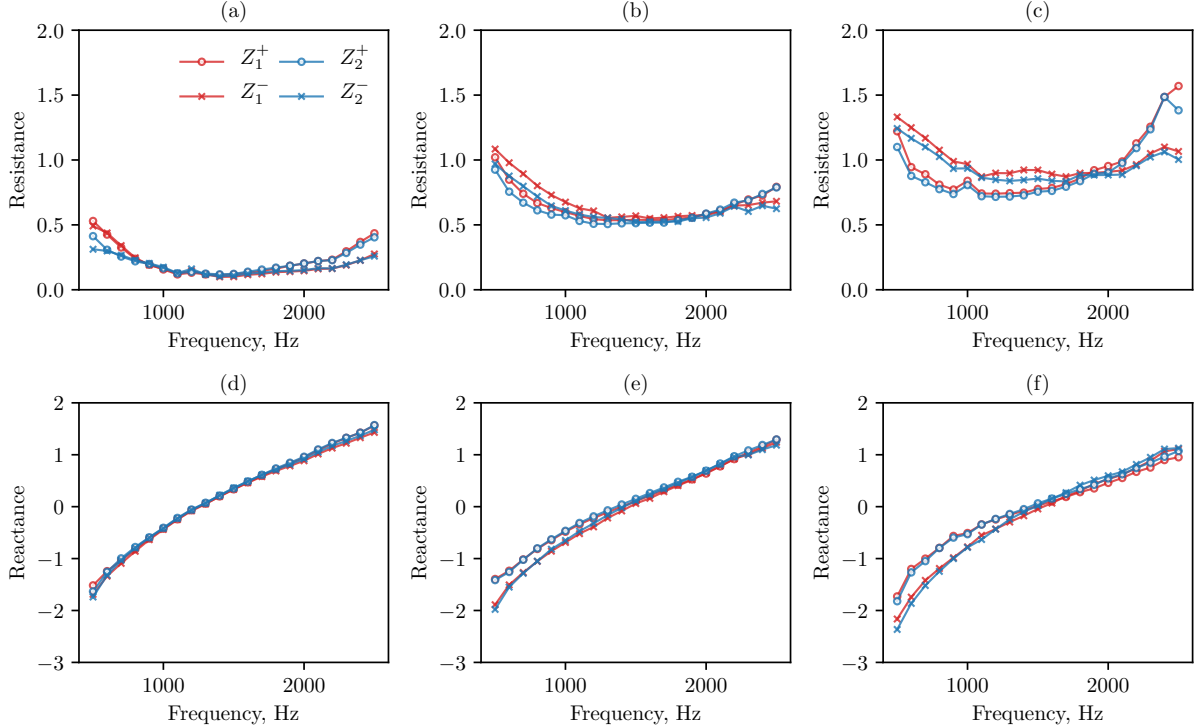 (a)
2.0
1.5
1.0
0.5
0.0
Resistance
Z₁⁺ Z₂⁺
Z₁⁻ Z₂⁻
1000 2000
Frequency, Hz
(b)
2.0
1.5
1.0
0.5
0.0
Resistance
1000 2000
Frequency, Hz
(c)
2.0
1.5
1.0
0.5
0.0
Resistance
1000 2000
Frequency, Hz
(d)
2
1
0
−1
−2
−3
Reactance
1000 2000
Frequency, Hz
(e)
2
1
0
−1
−2
−3
Reactance
1000 2000
Frequency, Hz
(f)
2
1
0
−1
−2
−3
Reactance
1000 2000
Frequency, Hz